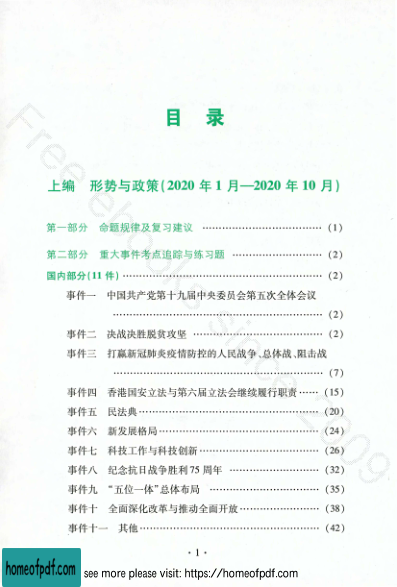 目 录
上编 形势与政策(2020 年 1 月—2020 年 10 月)
第一部分 命题规律及复习建议 …………………………… (1)
第二部分 重大事件考点追踪与练习题 …………………… (2)
国内部分(11 件) ……………………………………………… (2)
事件一 中国共产党第十九届中央委员会第五次全体会议
………………………………………………… (2)
事件二 决战决胜脱贫攻坚 ……………………………… (2)
事件三 打赢新冠肺炎疫情防控的人民战争、总体战、阻击战
………………………………………………… (7)
事件四 香港国安立法与第六届立法会继续履行职责 …… (15)
事件五 民法典 …………………………………………… (20)
事件六 新发展格局 ……………………………………… (24)
事件七 科技工作与科技创新 …………………………… (26)
事件八 纪念抗日战争胜利 75 周年 …………………… (32)
事件九 “五位一体”总体布局 ………………………… (35)
事件十 全面深化改革与推动全面开放 ………………… (38)
事件十一 其他 …………………………………………… (42)
· 1 ·
Free ebooks since 2009
homeofpdf.com
see more please visit: https://homeofpdf.com